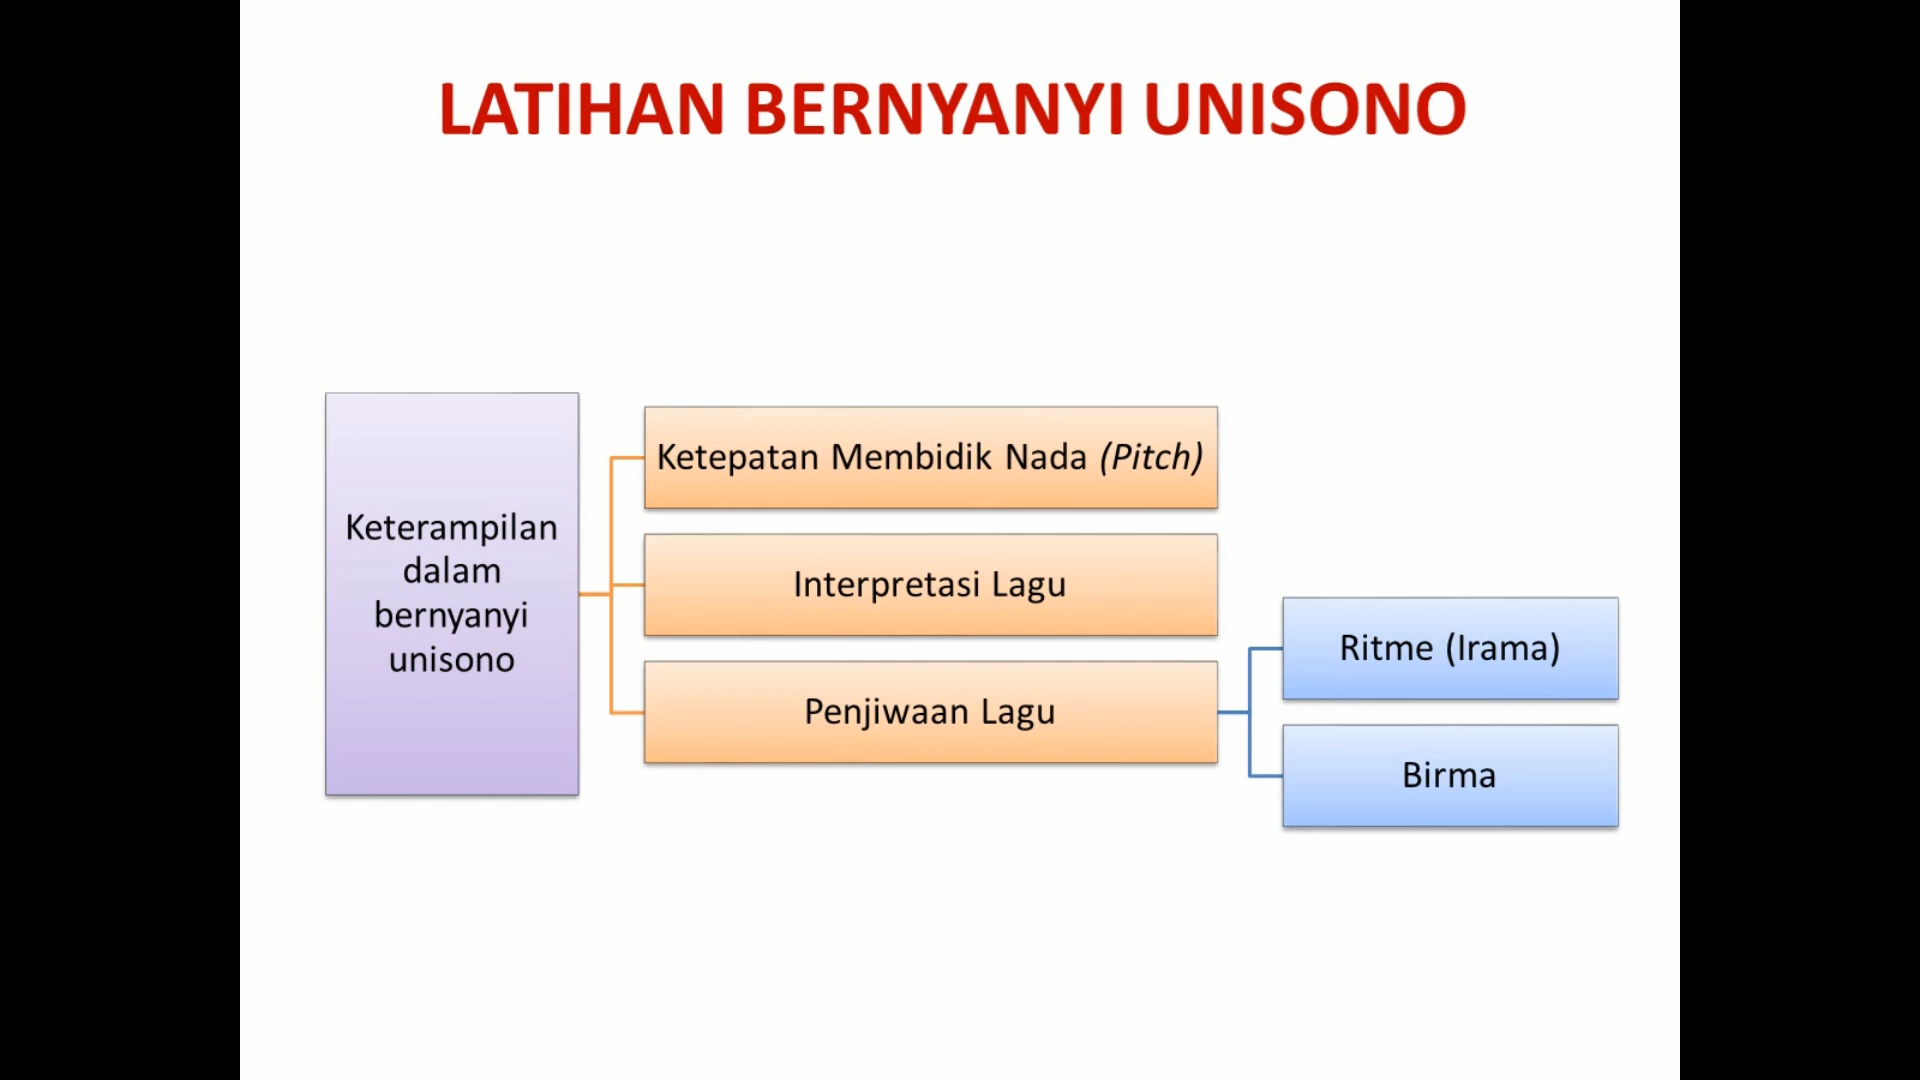 LATIHAN BERNYANYI UNISONO
Keterampilan
dalam
bernyanyi
unisono
Ketepatan Membidik Nada (Pitch)
Interpretasi Lagu
Penjiwaan Lagu
Ritme (Irama)
Birma